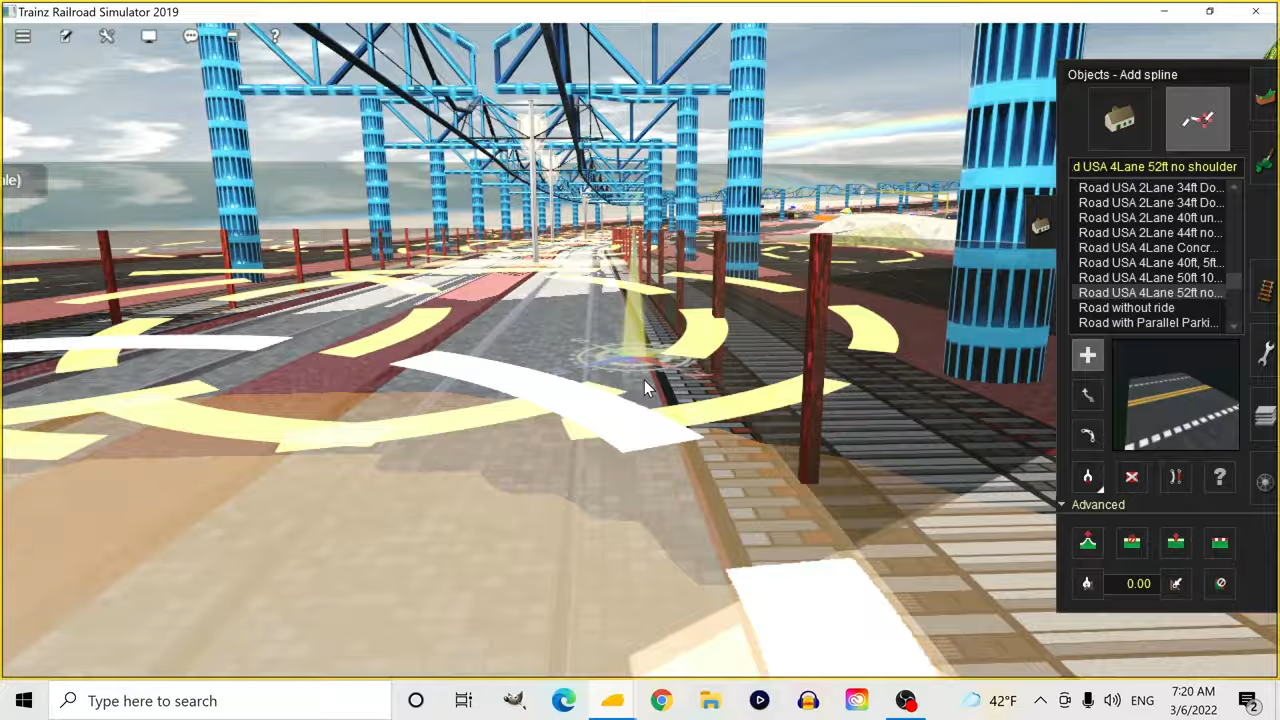 Trainz Railroad Simulator 2019
Objects - Add spline
d USA 4Lane 52ft no shoulder
ale)
Road USA 2Lane 34ft Do...
Road USA 2Lane 34ft Do...
Road USA 2Lane 40ft un...
Road USA 2Lane 44ft no...
Road USA 4Lane Concr...
Road USA 4Lane 40ft, 5ft...
Road USA 4Lane 50ft 10...
Road USA 4Lane 52ft no...
Road without ride
Road with Parallel Parki...
?
?
Advanced
0.00
Type here to search
42°F
ENG
7:20 AM
3/6/2022
2